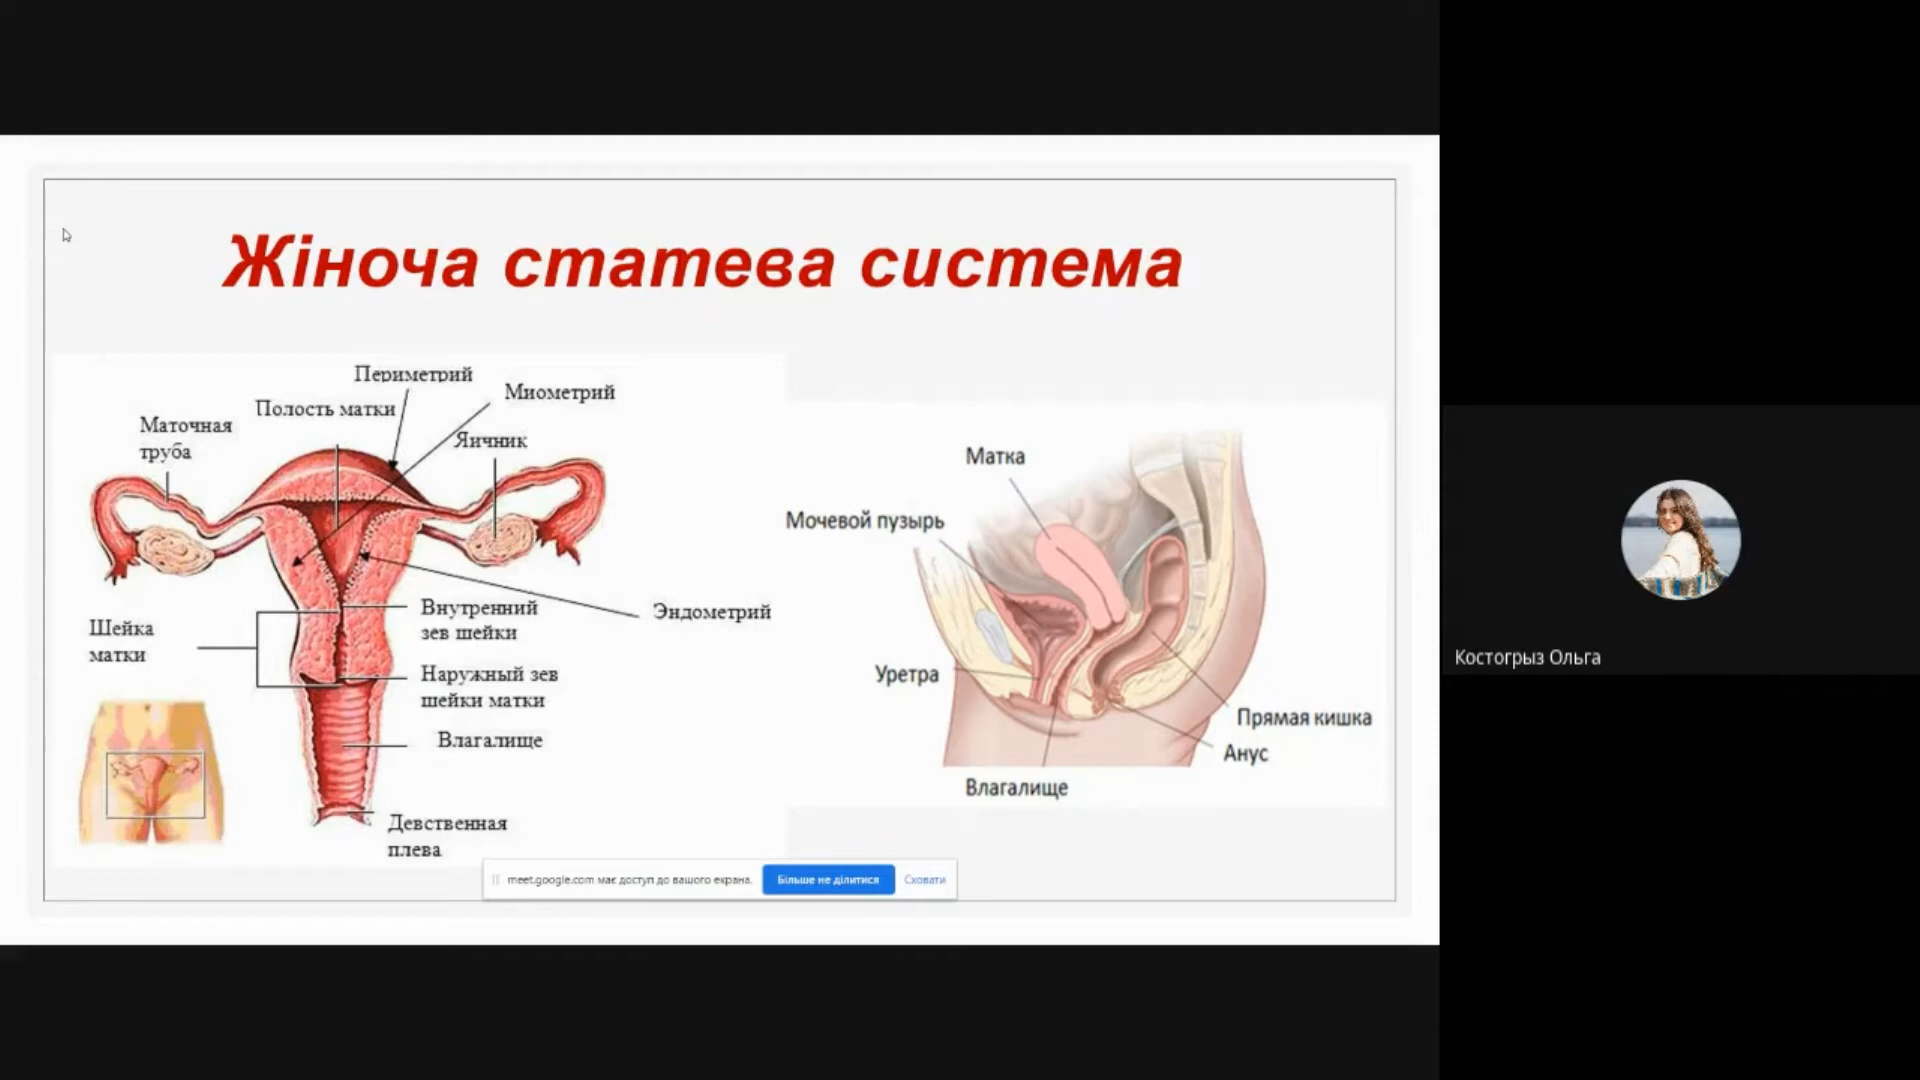 Жіноча статева система
Периметрий
Миометрий
Полость матки
Маточная
труба
Яичник
Внутренний
зев шейки
Эндометрий
Шейка
матки
Наружный зев
шейки матки
Влагалище
Девственная
плева
Матка
Мочевой пузырь
Уретра
Прямая кишка
Анус
Влагалище
meet.google.com має доступ до вашого екрана.
Більше не ділитися
Сховати
Костогрыз Ольга